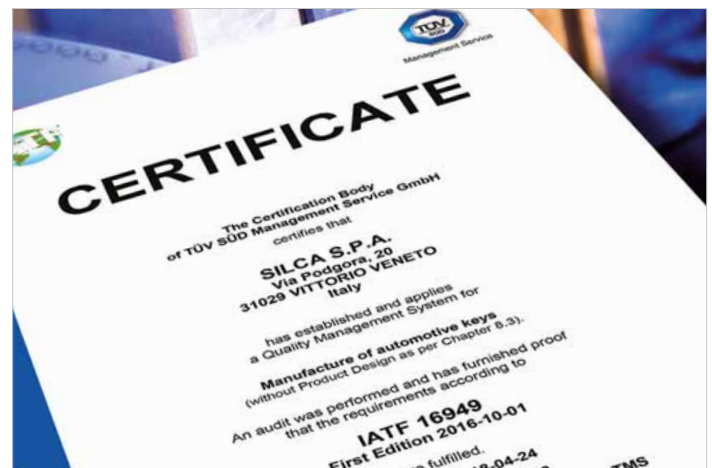 TÜV
SÜD
Management Service
CERTIFICATE
The Certification Body
of TÜV SÜD Management Service GmbH
certifies that
SILCA S.P.A.
Via Podgora, 20
31029 VITTORIO VENETO
Italy
has established and applies
a Quality Management System for
Manufacture of automotive keys
(without Product Design as per Chapter 8.3).
An audit was performed and has furnished proof
that the requirements according to
IATF 16949
First Edition 2016-10-01
fulfilled.
8-04-24
TMS